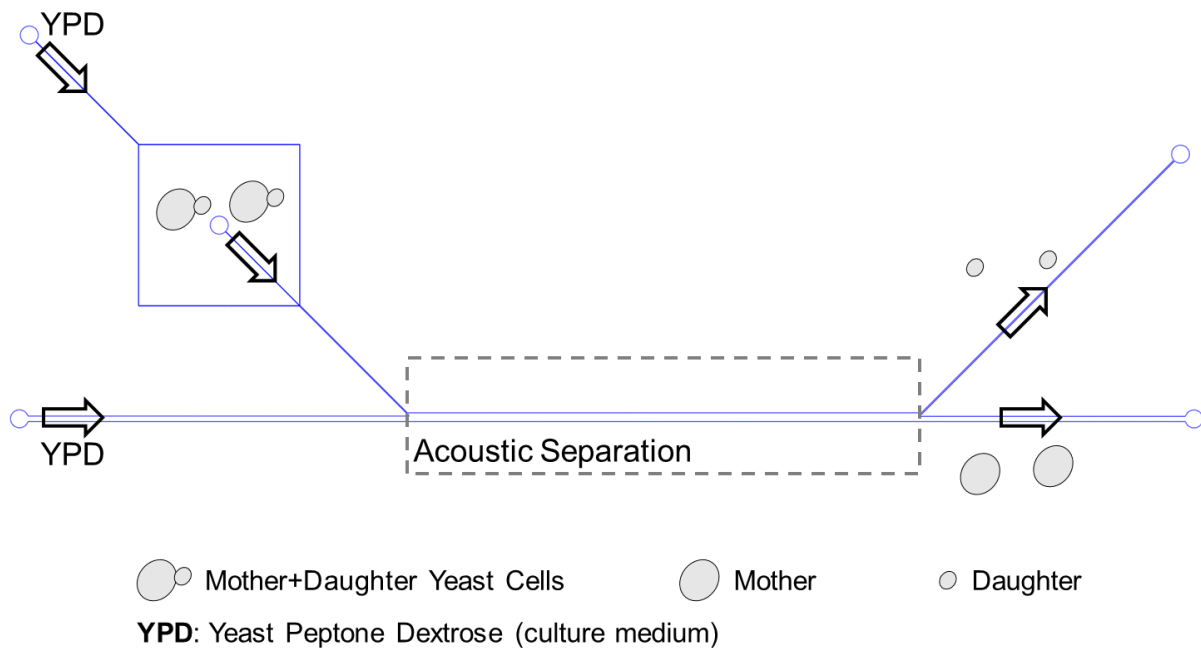 YPD
YPD
Acoustic Separation
Mother+Daughter Yeast Cells
Mother
Daughter
YPD: Yeast Peptone Dextrose (culture medium)